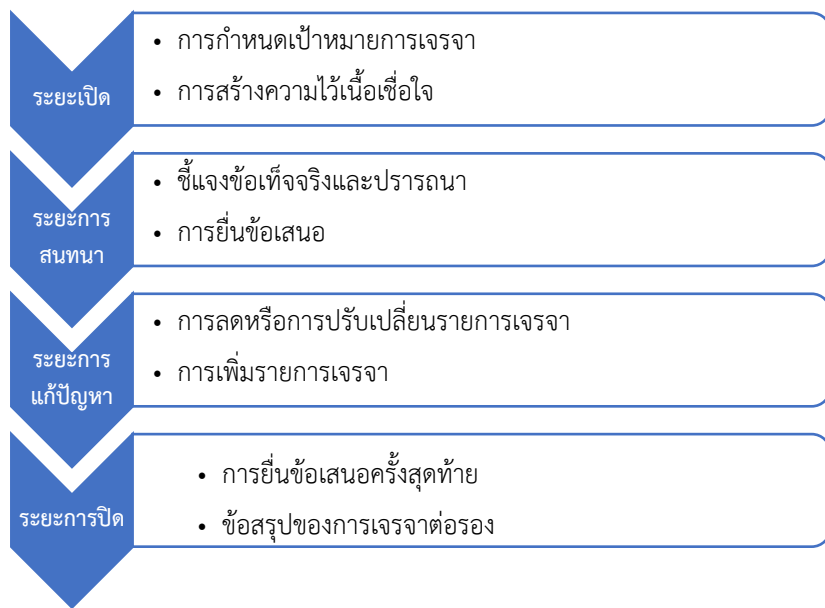 ระยะเปิด
• การกำหนดเป้าหมายการเจรจา
• การสร้างความไว้เนื้อเชื่อใจ
ระยะการ
สนทนา
• ชี้แจงข้อเท็จจริงและปรารถนา
• การยื่นข้อเสนอ
ระยะการ
แก้ปัญหา
• การลดหรือการปรับเปลี่ยนรายการเจรจา
• การเพิ่มรายการเจรจา
ระยะการปิด
• การยื่นข้อเสนอครั้งสุดท้าย
• ข้อสรุปของการเจรจาต่อรอง